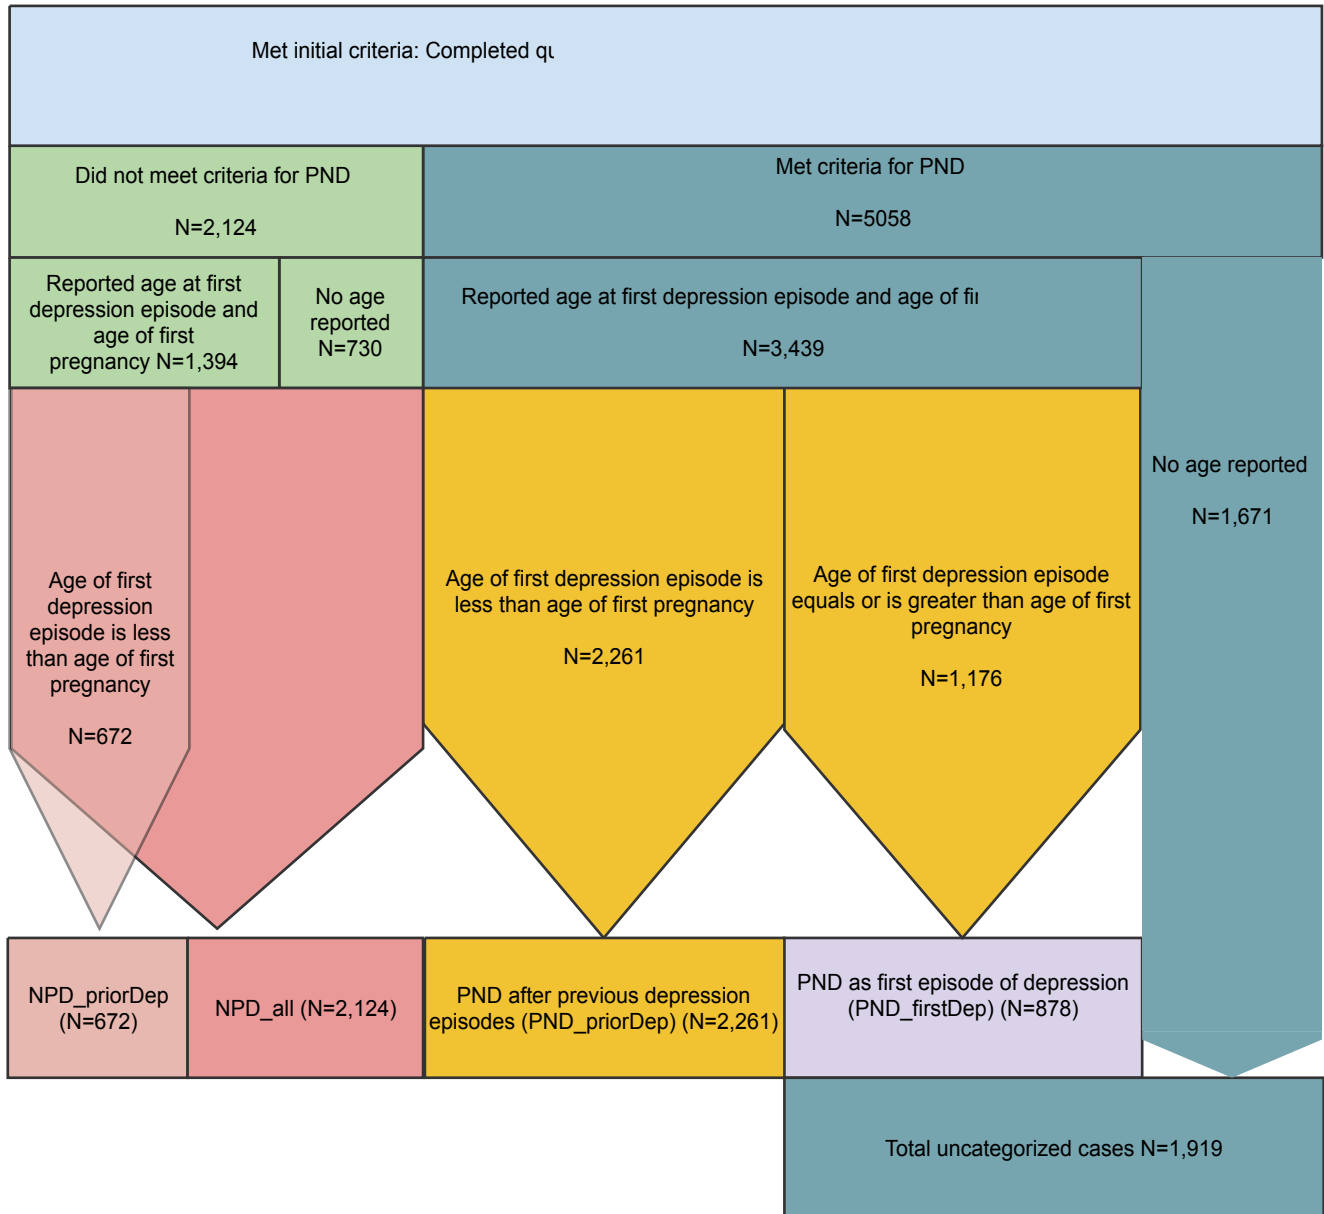 Met initial criteria: Completed
Did not meet criteria for PND
N=2,124
Met criteria for PND
N=5058
Reported age at first
depression episode and
age of first
pregnancy N=1,394
No age
reported
N=730
Reported age at first depression episode and age of
N=3,439
Age of first
depression
episode is less
than age of first
pregnancy
N=672
Age of first depression episode is
less than age of first pregnancy
N=2,261
Age of first depression episode
equals or is greater than age of first
pregnancy
N=1,176
No age reported
N=1,671
NPD_priorDep
(N=672)
NPD_all (N=2,124)
PND after previous depression
episodes (PND_priorDep) (N=2,261)
PND as first episode of depression
(PND_firstDep) (N=878)
Total uncategorized cases N=1,919